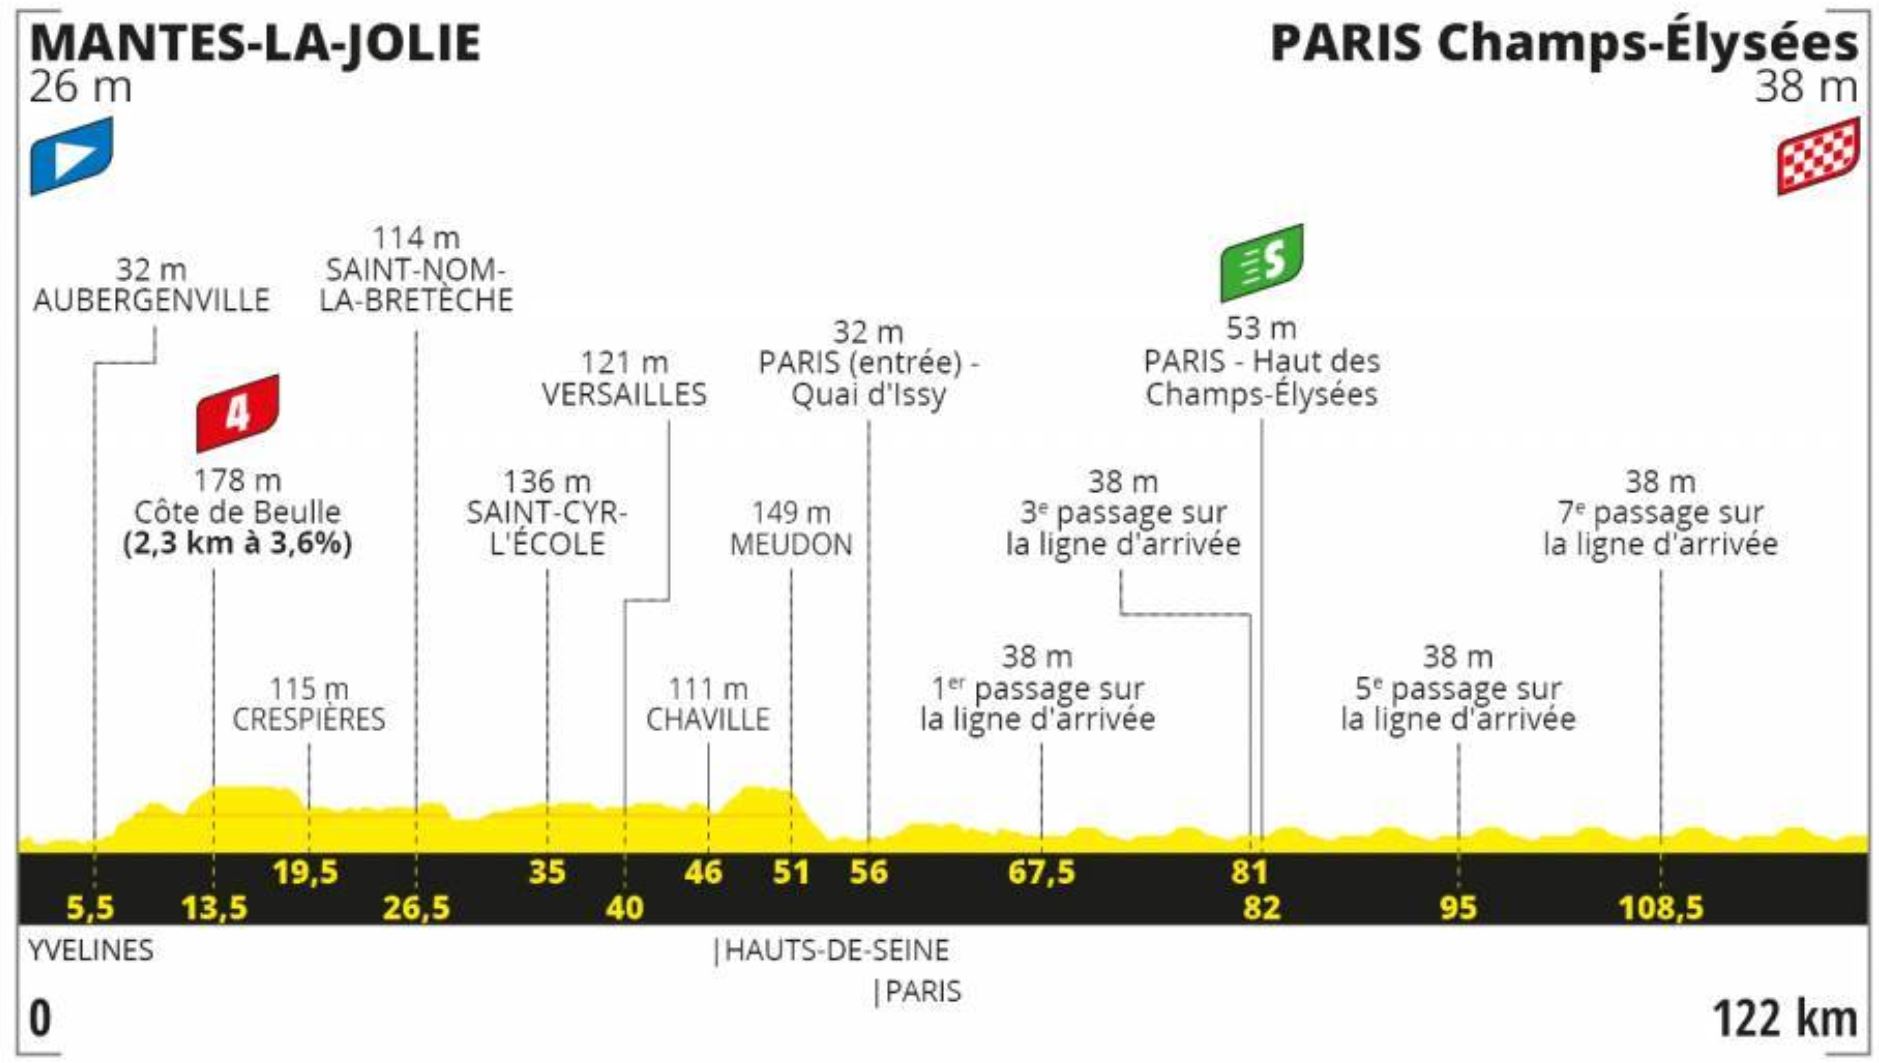 MANTES-LA-JOLIE
26 m
PARIS Champs-Élysées
38 m
32 m
AUBERGENVILLE
4
178 m
Côte de Beulle
(2,3 km à 3,6%)
115 m
CRESPIÈRES
114 m
SAINT-NOM-
LA-BRETÈCHE
136 m
SAINT-CYR-
L'ÉCOLE
121 m
VERSAILLES
111 m
CHAVILLE
149 m
MEUDON
32 m
PARIS (entrée) -
Quai d'Issy
38 m
1er passage sur
la ligne d'arrivée
38 m
3e passage sur
la ligne d'arrivée
S
53 m
PARIS - Haut des
Champs-Élysées
38 m
5e passage sur
la ligne d'arrivée
38 m
7e passage sur
la ligne d'arrivée
19,5 35 46 51 56 67,5 81
5,5 13,5 26,5 40 82 95 108,5
YVELINES |HAUTS-DE-SEINE
|PARIS
0 122 km